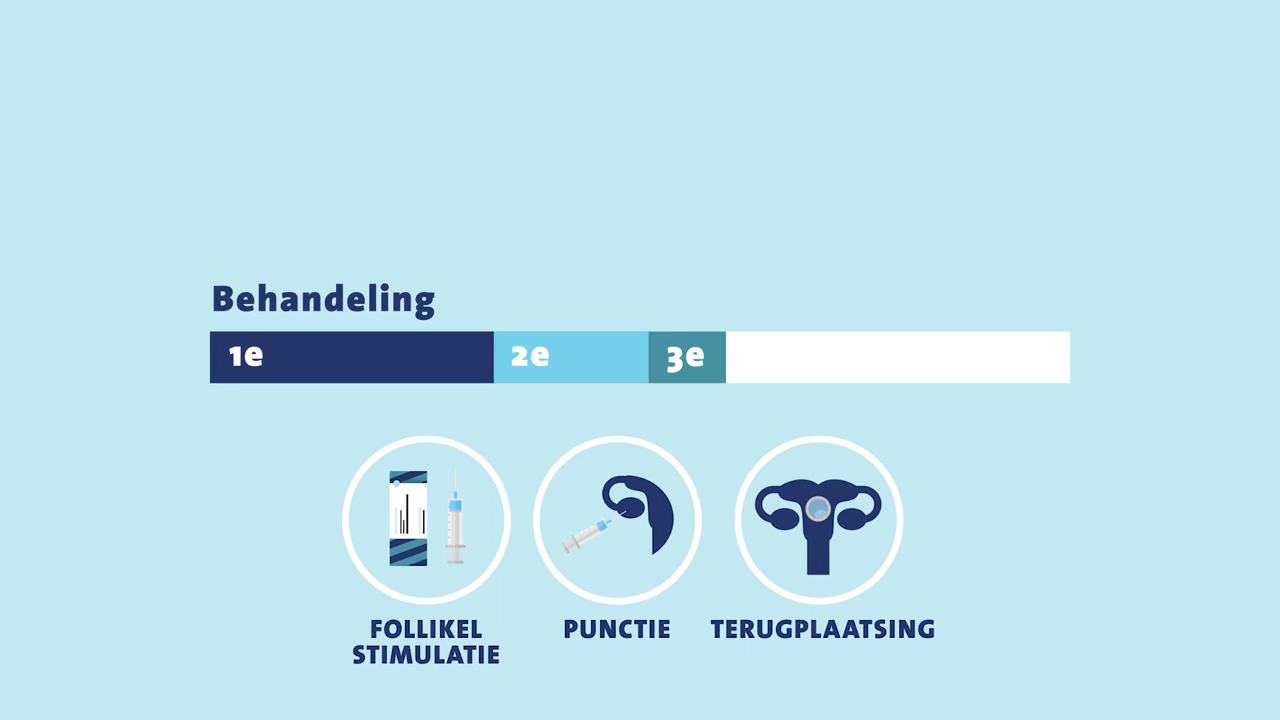 Behandeling
1e 2e 3e
FOLLIKEL
STIMULATIE
PUNCTIE
TERUGPLAATSING